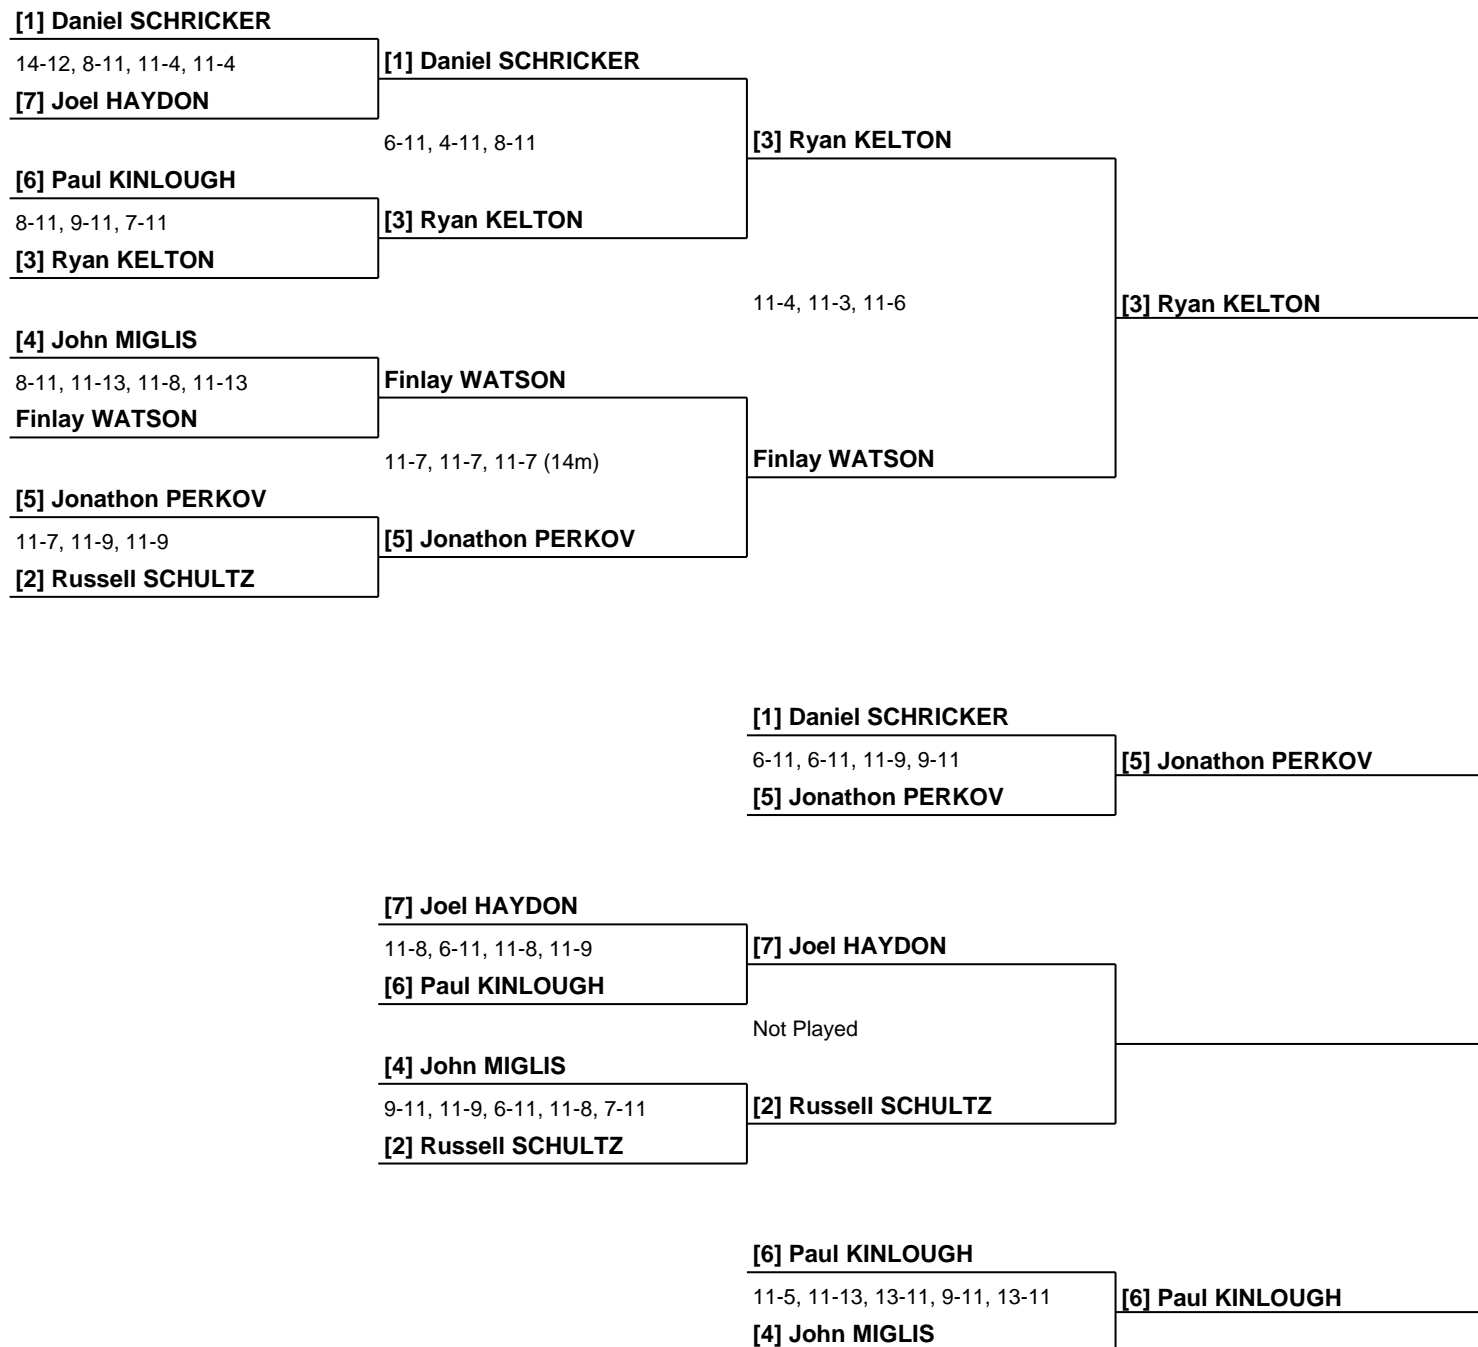 [1] Daniel SCHRICKER
14-12, 8-11, 11-4, 11-4
[7] Joel HAYDON
[1] Daniel SCHRICKER
6-11, 4-11, 8-11
[6] Paul KINLOUGH
8-11, 9-11, 7-11
[3] Ryan KELTON
[3] Ryan KELTON
[3] Ryan KELTON
11-4, 11-3, 11-6
[3] Ryan KELTON
[4] John MIGLIS
8-11, 11-13, 11-8, 11-13
Finlay WATSON
Finlay WATSON
11-7, 11-7, 11-7 (14m)
Finlay WATSON
[5] Jonathon PERKOV
11-7, 11-9, 11-9
[2] Russell SCHULTZ
[5] Jonathon PERKOV
[1] Daniel SCHRICKER
6-11, 6-11, 11-9, 9-11
[5] Jonathon PERKOV
[5] Jonathon PERKOV
[7] Joel HAYDON
11-8, 6-11, 11-8, 11-9
[6] Paul KINLOUGH
[7] Joel HAYDON
Not Played
[4] John MIGLIS
9-11, 11-9, 6-11, 11-8, 7-11
[2] Russell SCHULTZ
[2] Russell SCHULTZ
[6] Paul KINLOUGH
11-5, 11-13, 13-11, 9-11, 13-11
[4] John MIGLIS
[6] Paul KINLOUGH